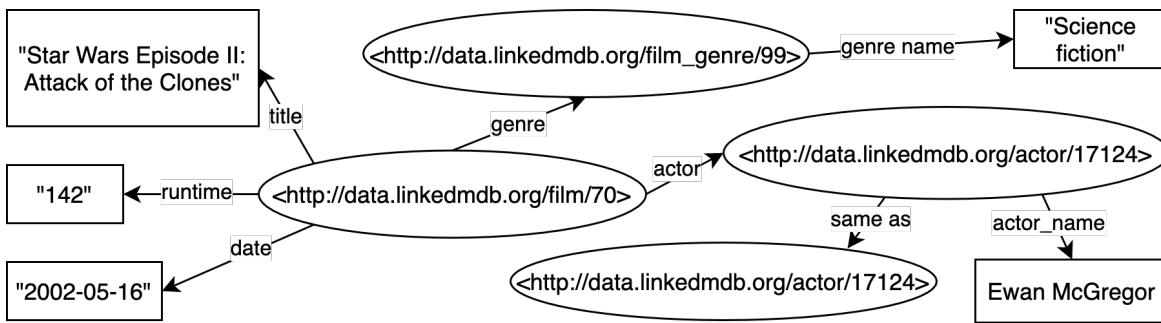 "Star Wars Episode II:
Attack of the Clones"
<http://data.linkedmdb.org/film_genre/99>
genre name
"Science
fiction"
title
genre
<http://data.linkedmdb.org/actor/17124>
actor
"142"
runtime
<http://data.linkedmdb.org/film/70>
same as
actor_name
date
"2002-05-16"
<http://data.linkedmdb.org/actor/17124>
Ewan McGregor